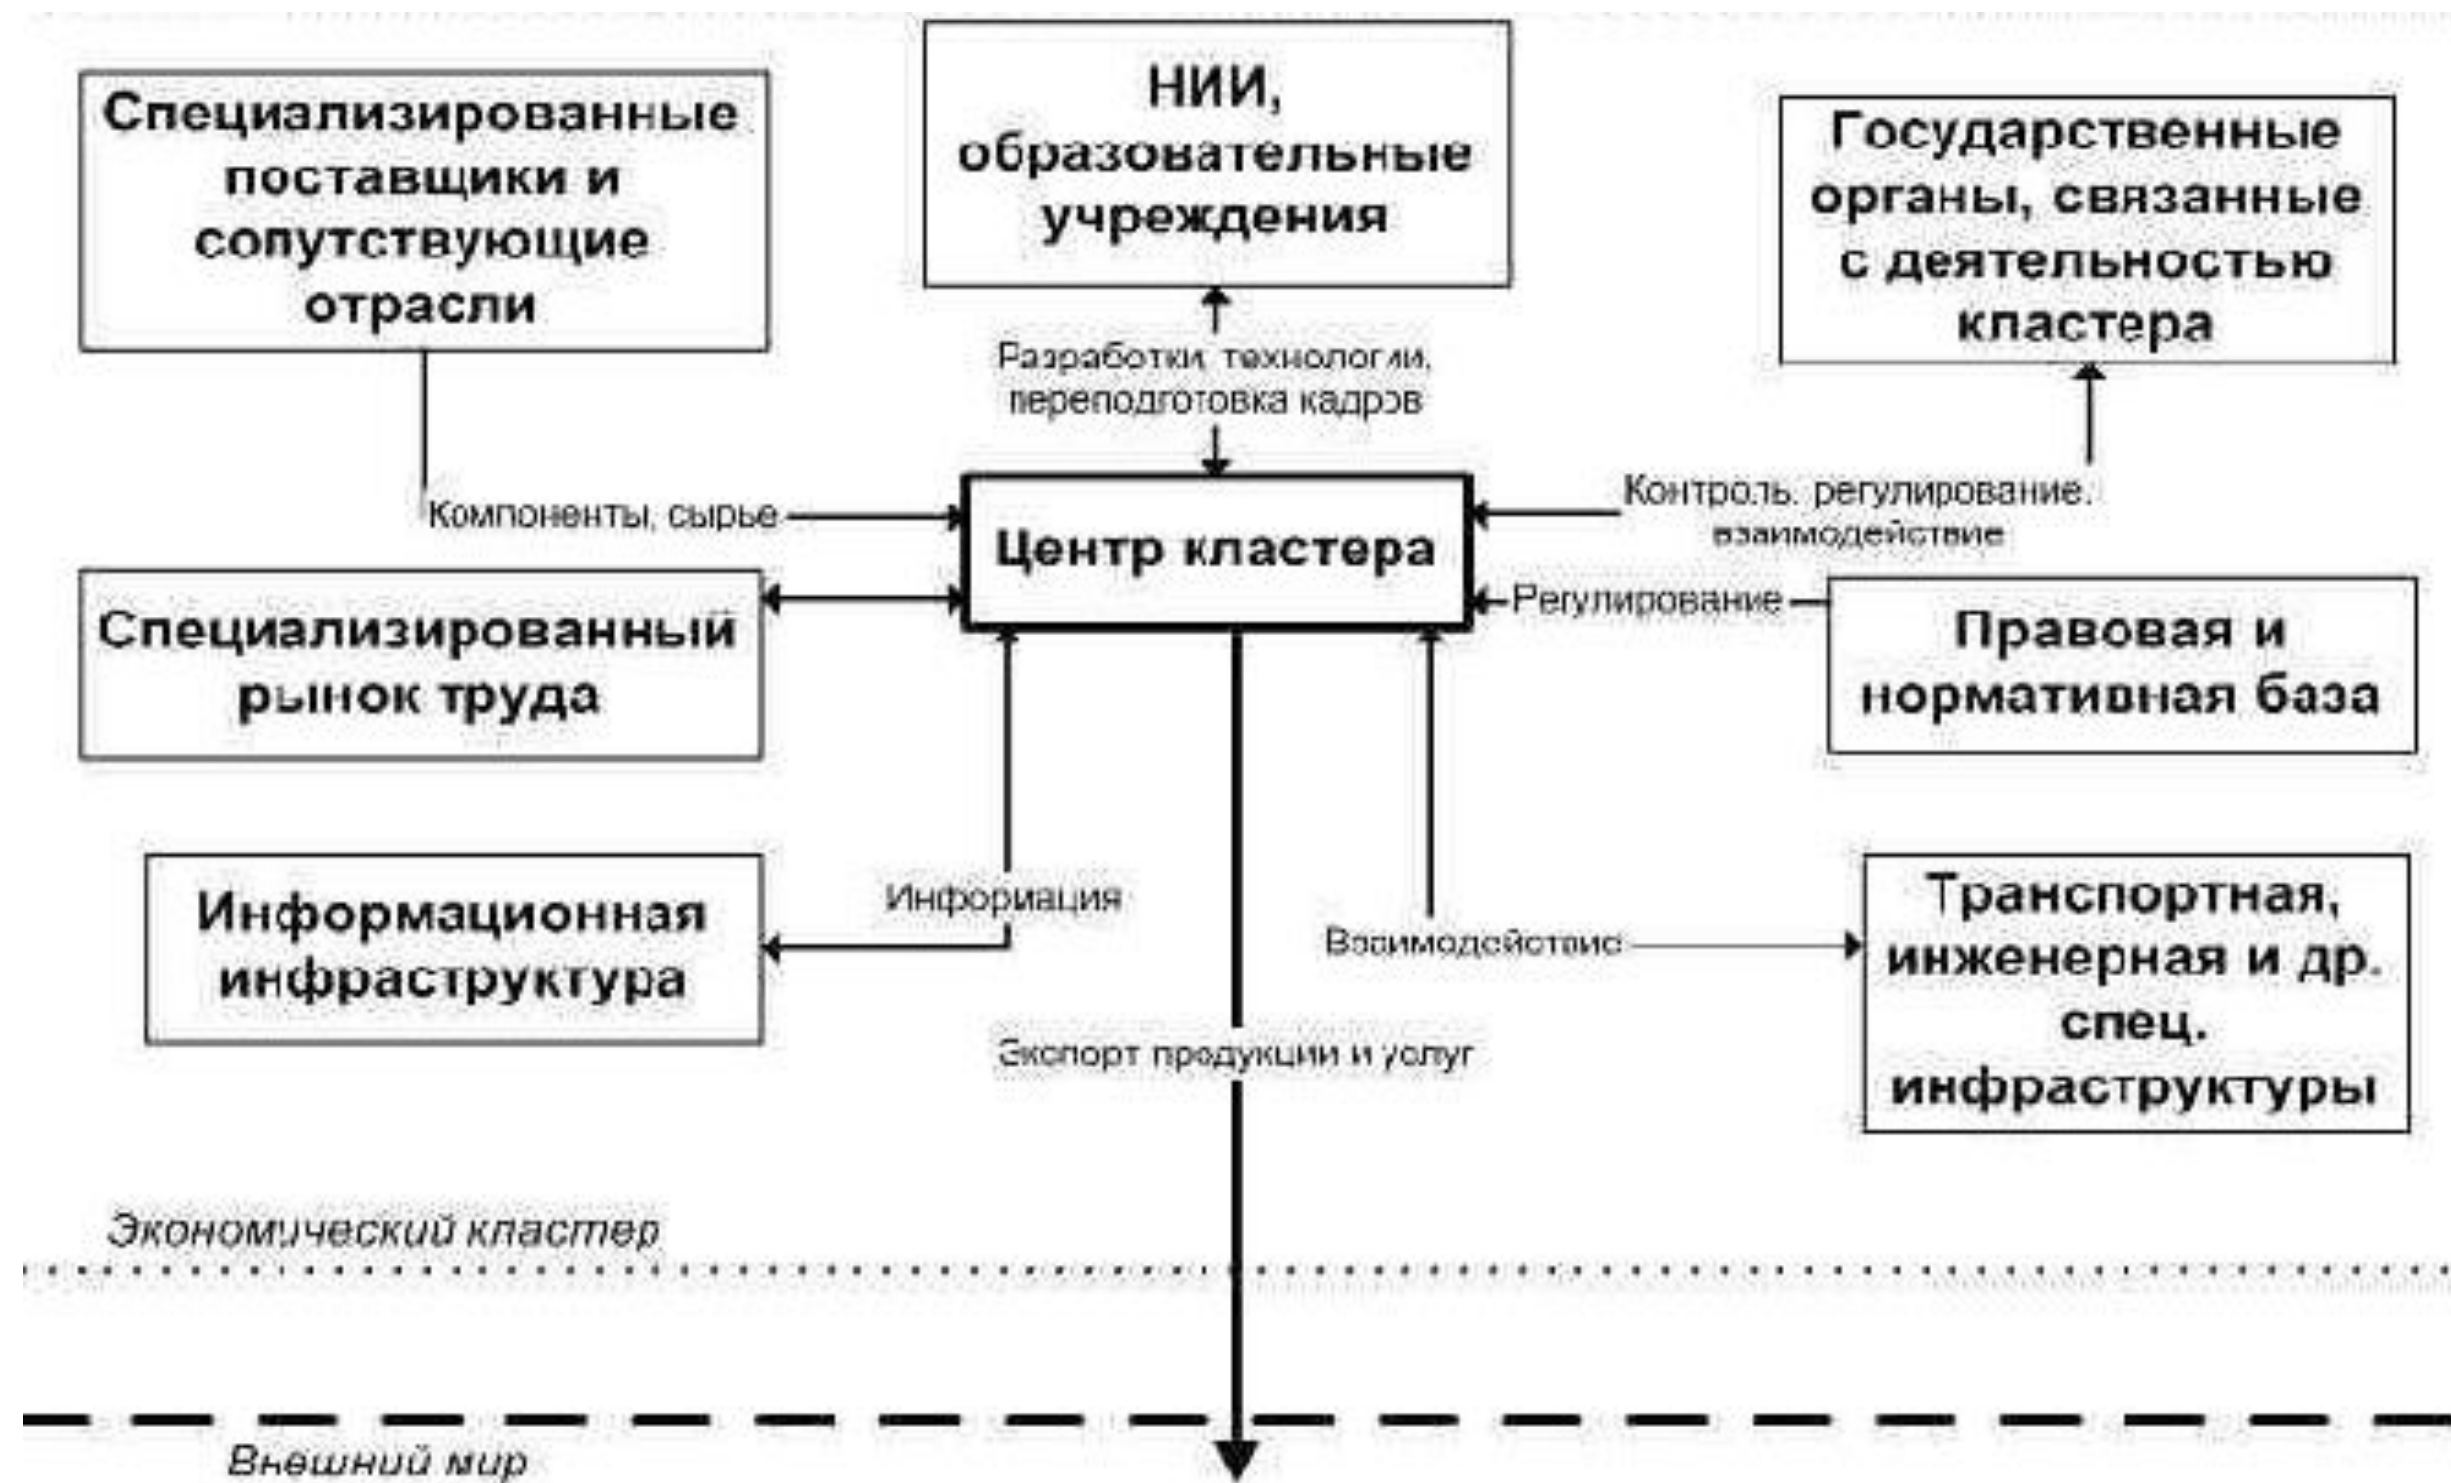 НИИ,
образовательные
учреждения
Специализированные
поставщики и
сопутствующие
отрасли
Государственные
органы, связанные
с деятельностью
кластера
Разработки, технологии,
переподготовка кадров
Компоненты, сырье
Центр кластера
Контроль, регулирование,
взаимодействие
Регулирование
Специализированный
рынок труда
Правовая и
нормативная база
Информационная
инфраструктура
Информация
Взаимодействие
Транспортная,
инженерная и др.
спец.
инфраструктуры
Экспорт продукции и услуг
Экономический кластер
Внешний мир